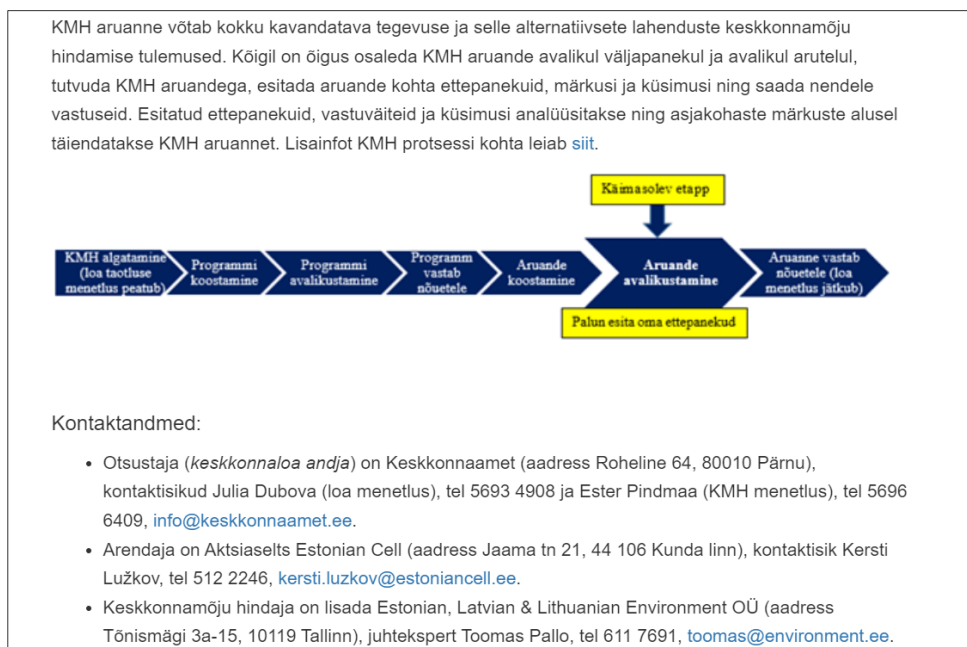 KMH aruanne võtab kokku kavandatava tegevuse ja selle alternatiivsete lahenduste keskkonnamõju
hindamise tulemused. Kõigil on õigus osaleda KMH aruande avalikul väljapanekul ja avalikul arutelul,
tutvuda KMH aruandega, esitada aruande kohta ettepanekuid, märkusi ja küsimusi ning saada nendele
vastuseid. Esitatud ettepanekuid, vastuväiteid ja küsimusi analüüsitakse ning asjakohaste märkuste alusel
täiendatakse KMH aruannet. Lisainfot KMH protsessi kohta leiab siit.
Käimasolev etapp
KMH algatamine
(loa taotluse
menetlus peatub)
Programmi
koostamine
Programmi
avalikustamine
Programm
vastab
nõuetele
Aruande
koostamine
Aruande
avalikustamine
Aruanne vastab
nõuetele (loa
menetlus jätkub)
Palun esita oma ettepanekud
Kontaktandmed:
• Otsustaja (keskkonnaloa andja) on Keskkonnaamet (aadress Roheline 64, 80010 Pärnu),
kontaktisikud Julia Dubova (loa menetlus), tel 5693 4908 ja Ester Pindmaa (KMH menetlus), tel 5696
6409, info@keskkonnaamet.ee.
• Arendaja on Aktsiaselts Estonian Cell (aadress Jaama tn 21, 44 106 Kunda linn), kontaktisik Kersti
Lužkov, tel 512 2246, kersti.luzkov@estoniancell.ee.
• Keskkonnamõju hindaja on lisada Estonian, Latvian & Lithuanian Environment OÜ (aadress
Tõnismägi 3a-15, 10119 Tallinn), juhtekspert Toomas Pallo, tel 611 7691, toomas@environment.ee.